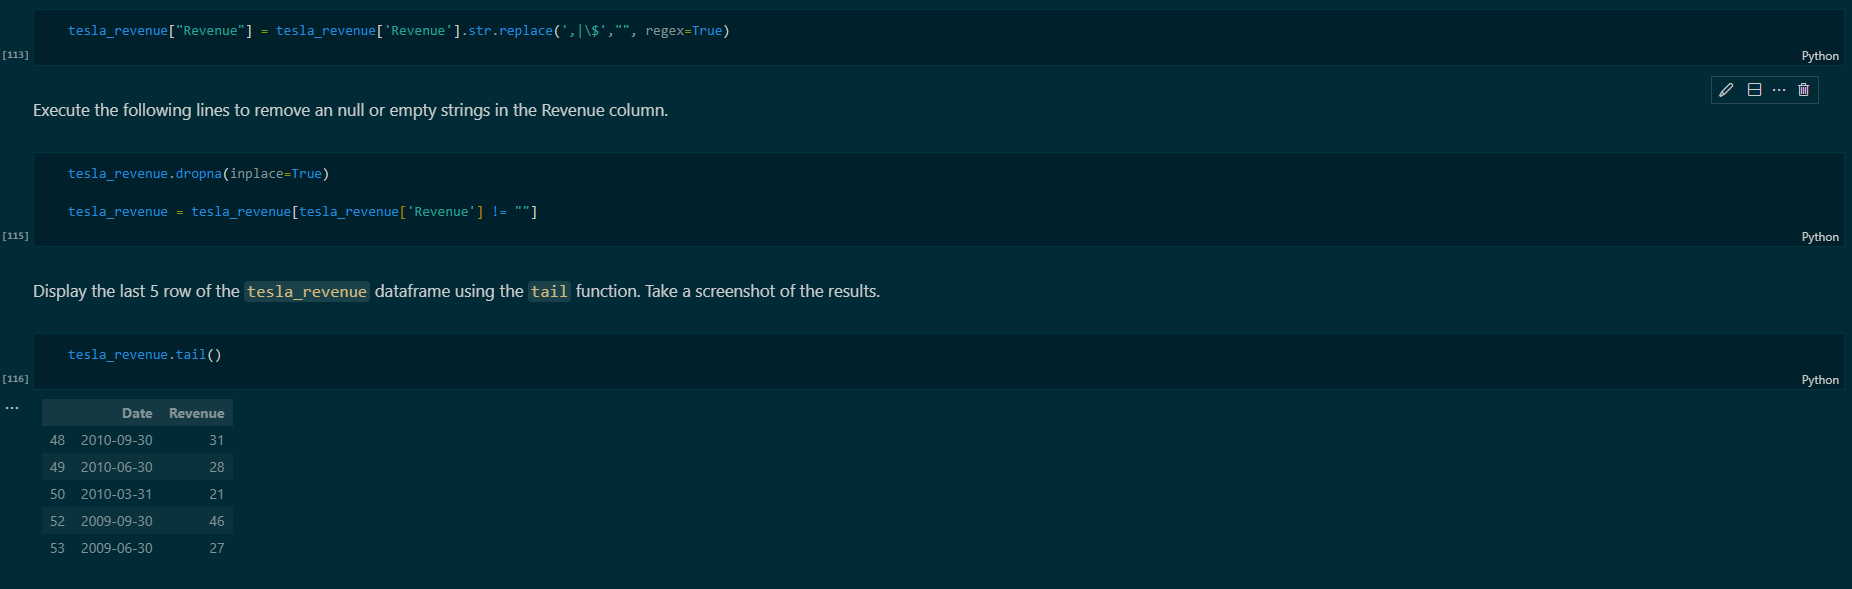 tesla_revenue["Revenue"] = tesla_revenue['Revenue'].str.replace(',|\$',"", regex=True)
[113]
Python
Execute the following lines to remove an null or empty strings in the Revenue column.
tesla_revenue.dropna(inplace=True)
tesla_revenue = tesla_revenue[tesla_revenue['Revenue'] != ""]
[115]
Python
Display the last 5 row of the tesla_revenue dataframe using the tail function. Take a screenshot of the results.
tesla_revenue.tail()
[116]
Python
Date Revenue
48 2010-09-30 31
49 2010-06-30 28
50 2010-03-31 21
52 2009-09-30 46
53 2009-06-30 27